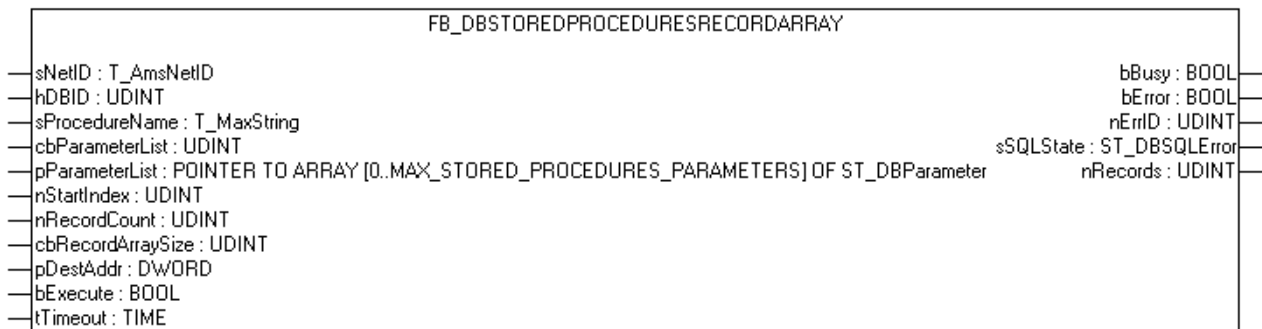 FB_DBSTOREDPROCEDURESRECORDARRAY
sNetID : T_AmsNetID bBusy : BOOL
hDBID : UDINT bError : BOOL
sProcedureName : T_MaxString nErrID : UDINT
cbParameterList : UDINT sSQLState : ST_DBSQLError
pParameterList : POINTER TO ARRAY [0..MAX_STORED_PROCEDURES_PARAMETERS] OF ST_DBParameter nRecords : UDINT
nStartIndex : UDINT
nRecordCount : UDINT
cbRecordArraySize : UDINT
pDestAddr : DWORD
bExecute : BOOL
tTimeout : TIME